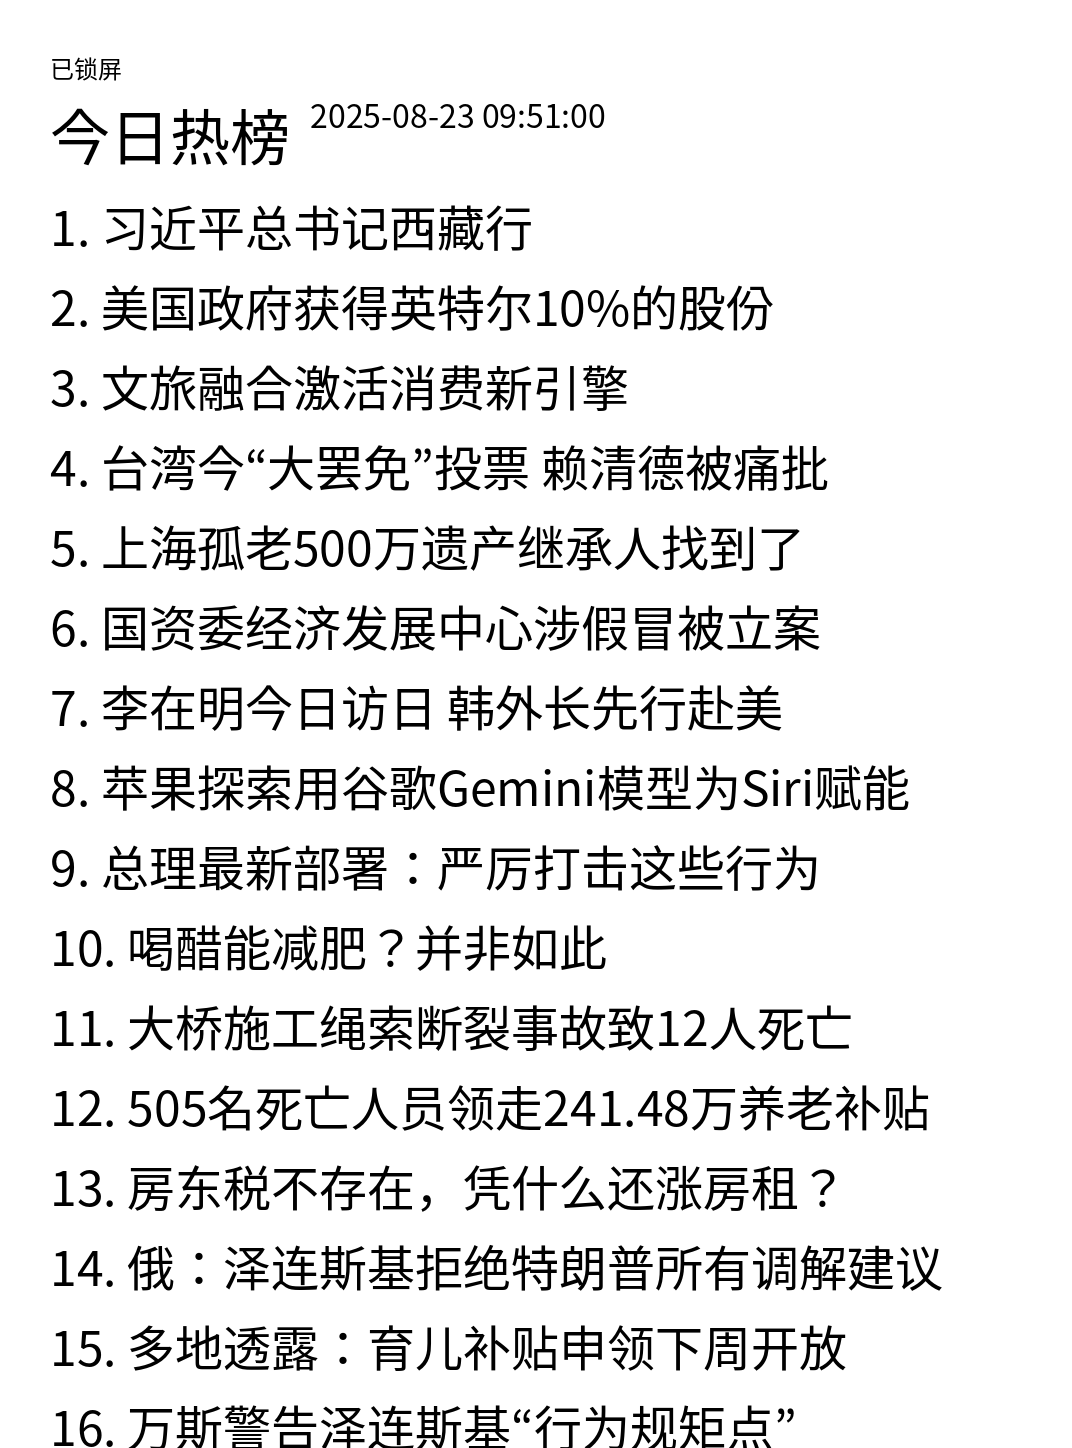 已锁屏
今日热榜 2025-08-23 09:51:00
1. 习近平总书记西藏行
2. 美国政府获得英特尔10%的股份
3. 文旅融合激活消费新引擎
4. 台湾今“大罢免”投票 赖清德被痛批
5. 上海孤老500万遗产继承人找到了
6. 国资委经济发展中心涉假冒被立案
7. 李在明今日访日 韩外长先行赴美
8. 苹果探索用谷歌Gemini模型为Siri赋能
9. 总理最新部署：严厉打击这些行为
10. 喝醋能减肥？并非如此
11. 大桥施工绳索断裂事故致12人死亡
12. 505名死亡人员领走241.48万养老补贴
13. 房东税不存在，凭什么还涨房租？
14. 俄：泽连斯基拒绝特朗普所有调解建议
15. 多地透露：育儿补贴申领下周开放
16. 万斯警告泽连斯基“行为规矩点”